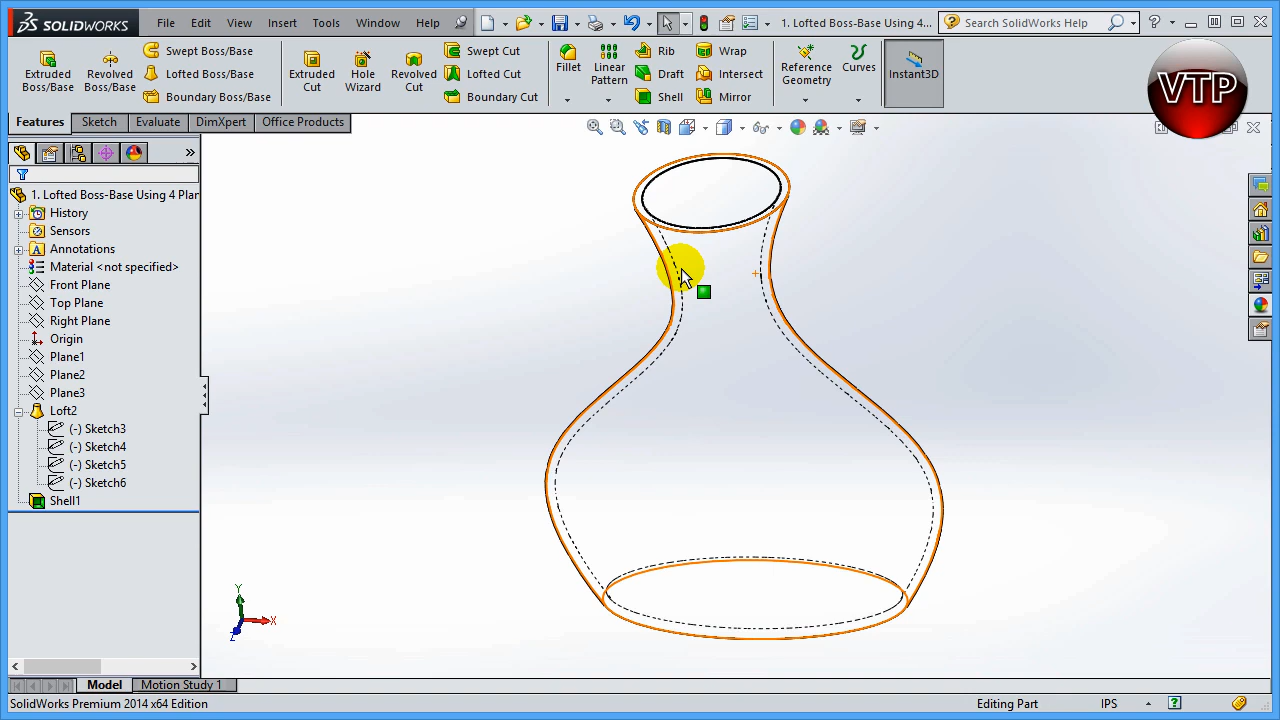 SOLIDWORKS File Edit View Insert Tools Window Help 1. Lofted Boss-Base Using 4... Search SolidWorks Help
Extruded Boss/Base
Revolved Boss/Base
Swept Boss/Base
Lofted Boss/Base
Boundary Boss/Base
Extruded Cut
Hole Wizard
Revolved Cut
Swept Cut
Lofted Cut
Boundary Cut
Fillet
Linear Pattern
Rib
Draft
Shell
Wrap
Intersect
Mirror
Reference Geometry
Curves
Instant3D
VTP
Features Sketch Evaluate DimXpert Office Products
1. Lofted Boss-Base Using 4 Plan
History
Sensors
Annotations
Material <not specified>
Front Plane
Top Plane
Right Plane
Origin
Plane1
Plane2
Plane3
Loft2
(-) Sketch3
(-) Sketch4
(-) Sketch5
(-) Sketch6
Shell1
Y
X
Z
Model Motion Study 1
SolidWorks Premium 2014 x64 Edition Editing Part IPS